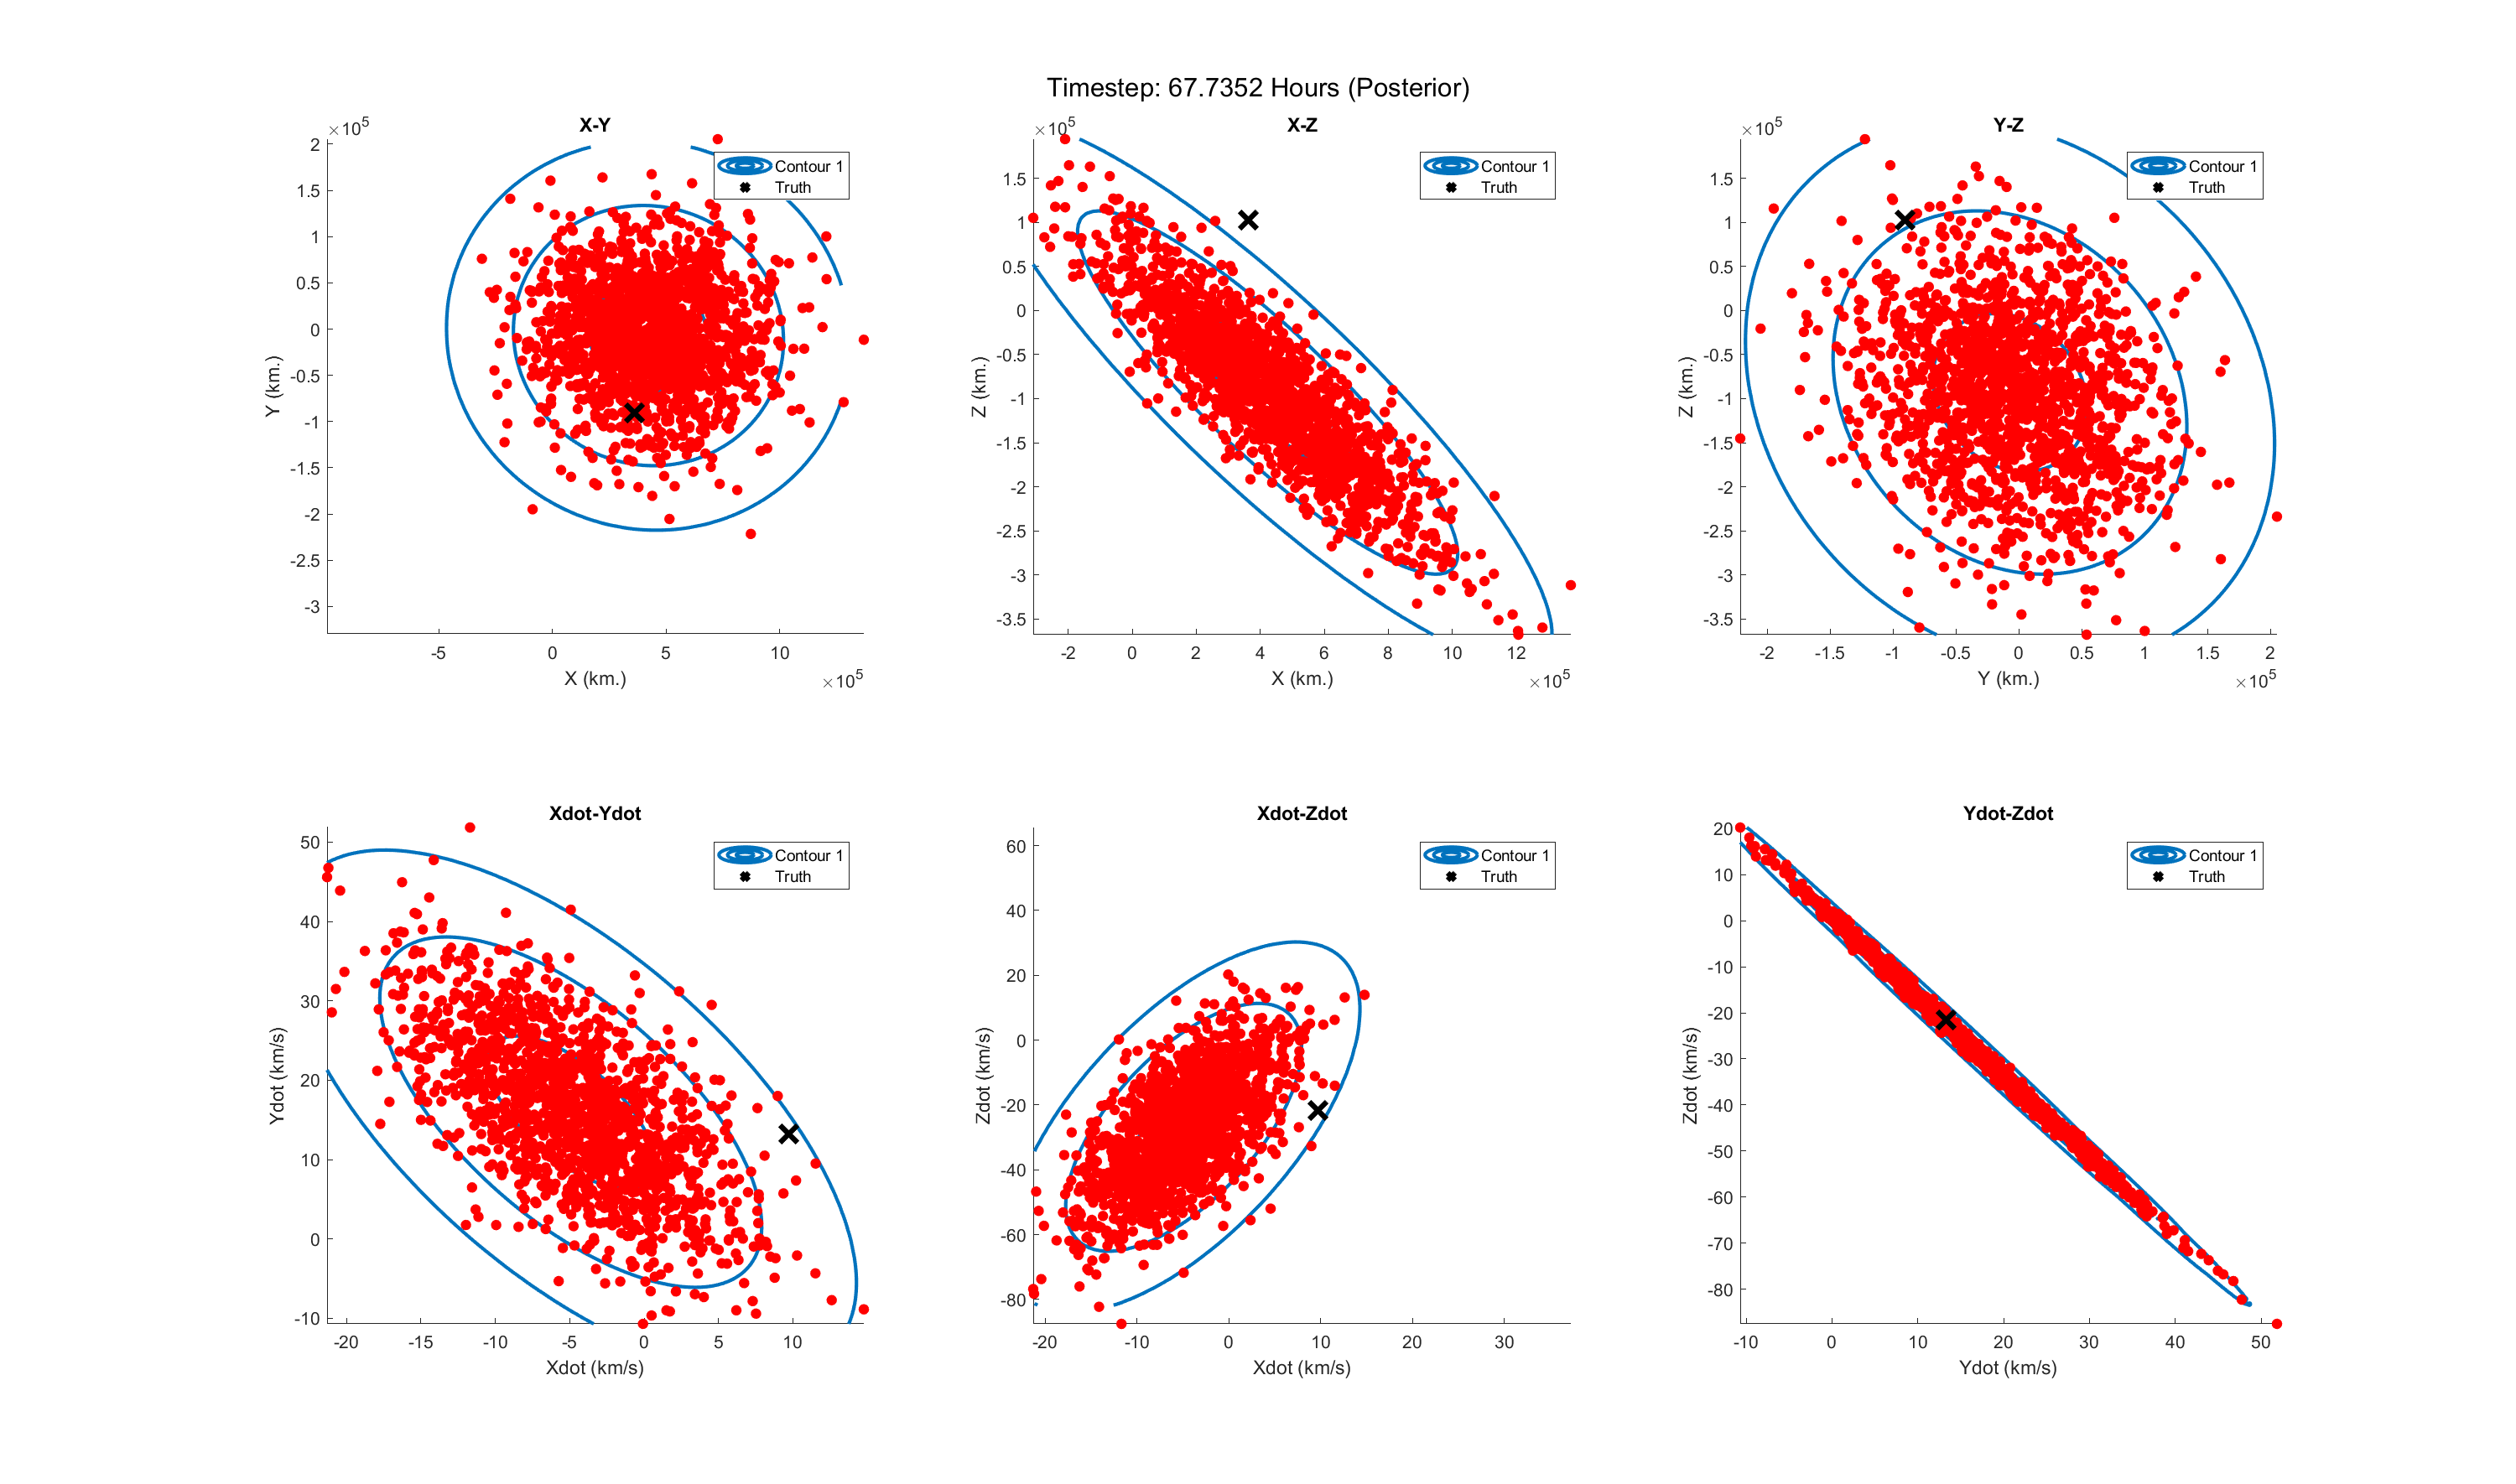 Timestep: 67.7352 Hours (Posterior)
X-Y
×10^5
2
1.5
1
0.5
0
-0.5
-1
-1.5
-2
-2.5
-3
Y (km.)
-5 0 5 10
X (km.)
×10^5
Contour 1
Truth
X-Z
×10^5
1.5
1
0.5
0
-0.5
-1
-1.5
-2
-2.5
-3
-3.5
Z (km.)
-2 0 2 4 6 8 10 12
X (km.)
×10^5
Contour 1
Truth
Y-Z
×10^5
1.5
1
0.5
0
-0.5
-1
-1.5
-2
-2.5
-3
-3.5
Z (km.)
-2 -1.5 -1 -0.5 0 0.5 1 1.5 2
Y (km.)
×10^5
Contour 1
Truth
Xdot-Ydot
50
40
30
20
10
0
-10
Ydot (km/s)
-20 -15 -10 -5 0 5 10
Xdot (km/s)
Contour 1
Truth
Xdot-Zdot
60
40
20
0
-20
-40
-60
-80
Zdot (km/s)
-20 -10 0 10 20 30
Xdot (km/s)
Contour 1
Truth
Ydot-Zdot
20
10
0
-10
-20
-30
-40
-50
-60
-70
-80
Zdot (km/s)
-10 0 10 20 30 40 50
Ydot (km/s)
Contour 1
Truth